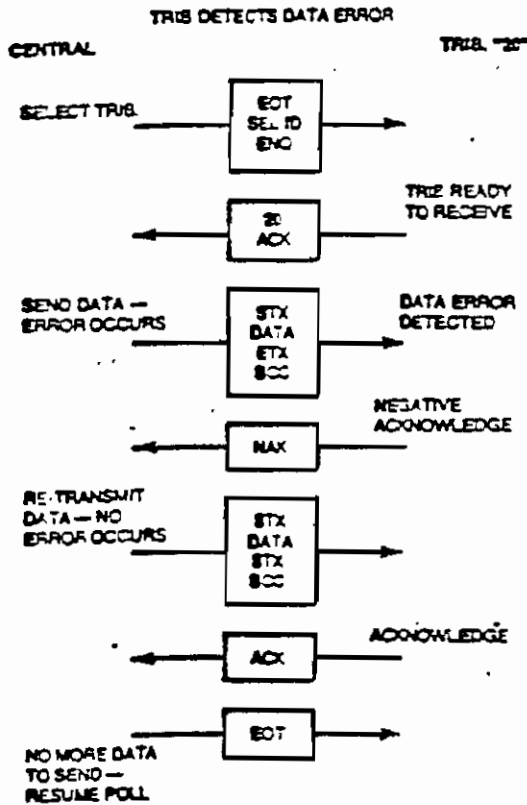 TRIB DETECTS DATA ERROR
CENTRAL
TRIB. "20"
SELECT TRIB.
EOT
SEL ID
ENQ
TRIB READY
TO RECEIVE
20
ACK
SEND DATA —
ERROR OCCURS
STX
DATA
ETX
BCC
DATA ERROR
DETECTED
NEGATIVE
ACKNOWLEDGE
NAK
RE-TRANSMIT
DATA — NO
ERROR OCCURS
STX
DATA
STX
BCC
ACKNOWLEDGE
ACK
EOT
NO MORE DATA
TO SEND —
RESUME POLL